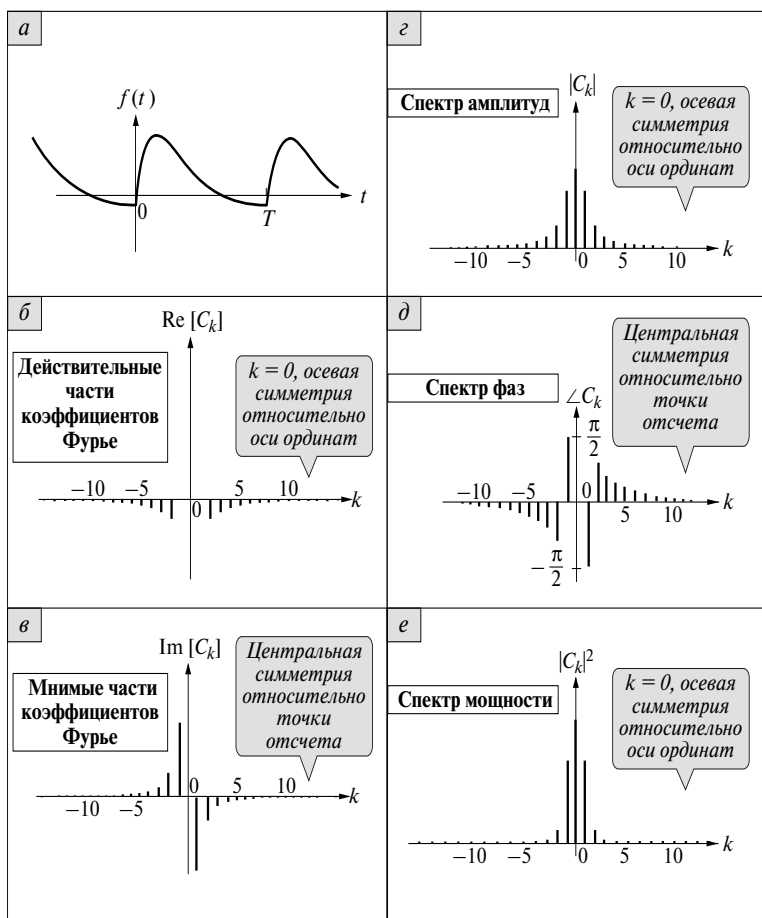 а
f(t)
0
T
t
б
Re [C_k]
Действительные
части
коэффициентов
Фурье
k = 0, осевая
симметрия
относительно
оси ординат
−10 −5 0 5 10 k
в
Im [C_k]
Мнимые части
коэффициентов
Фурье
Центральная
симметрия
относительно
точки
отсчета
−10 −5 0 5 10 k
г
|C_k|
Спектр амплитуд
k = 0, осевая
симметрия
относительно
оси ординат
−10 −5 0 5 10 k
д
∠C_k
Спектр фаз
Центральная
симметрия
относительно
точки
отсчета
π/2
−10 −5 0 5 10 k
−π/2
е
|C_k|²
Спектр мощности
k = 0, осевая
симметрия
относительно
оси ординат
−10 −5 0 5 10 k